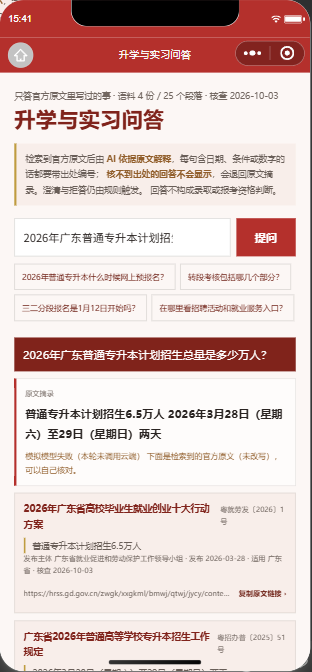 15:41
升学与实习问答
只答官方原文里写过的事 · 语料 4 份 / 25 个段落 · 核查 2026-10-03
升学与实习问答
检索到官方原文后由 AI 依据原文解释，每句含日期、条件或数字的
话都要带出处编号； 核不到出处的回答不会显示，会退回原文摘
录。澄清与拒答仍由规则触发。 回答不构成录取或报考资格判断。
2026年广东普通专升本计划招
提问
2026年普通专升本什么时候网上预报名？
转段考核包括哪几个部分？
三二分段报名是1月12日开始吗？
在哪里看招聘活动和就业服务入口？
2026年广东普通专升本计划招生总量是多少万人？
原文摘录
普通专升本计划招生6.5万人 2026年3月28日（星期
六）至29日（星期日）两天
模拟模型失败（本轮未调用云端） 下面是检索到的官方原义（未改写），
可以自己核对。
2026年广东省高校毕业生就业创业十大行动
方案
粤就劳发〔2026〕1
号
普通专升本计划招生6.5万人
发布主体 广东省就业促进和劳动保护工作领导小组 · 发布 2026-03-28 · 适用 广东
省 · 核查 2026-10-03
https://hrss.gd.gov.cn/zwgk/xxgkml/bmwj/qtwj/jycy/conte...
复制原文链接 ›
广东省2026年普通高等学校专升本招生工作
规定
粤招办普〔2025〕51
号